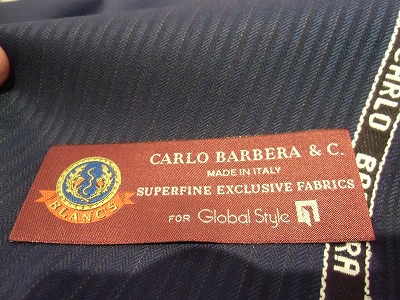 CARLO BARBERA & C.
MADE IN ITALY
SUPERFINE EXCLUSIVE FABRICS
FOR Global Style
BLANCS
CARLO BARBERA